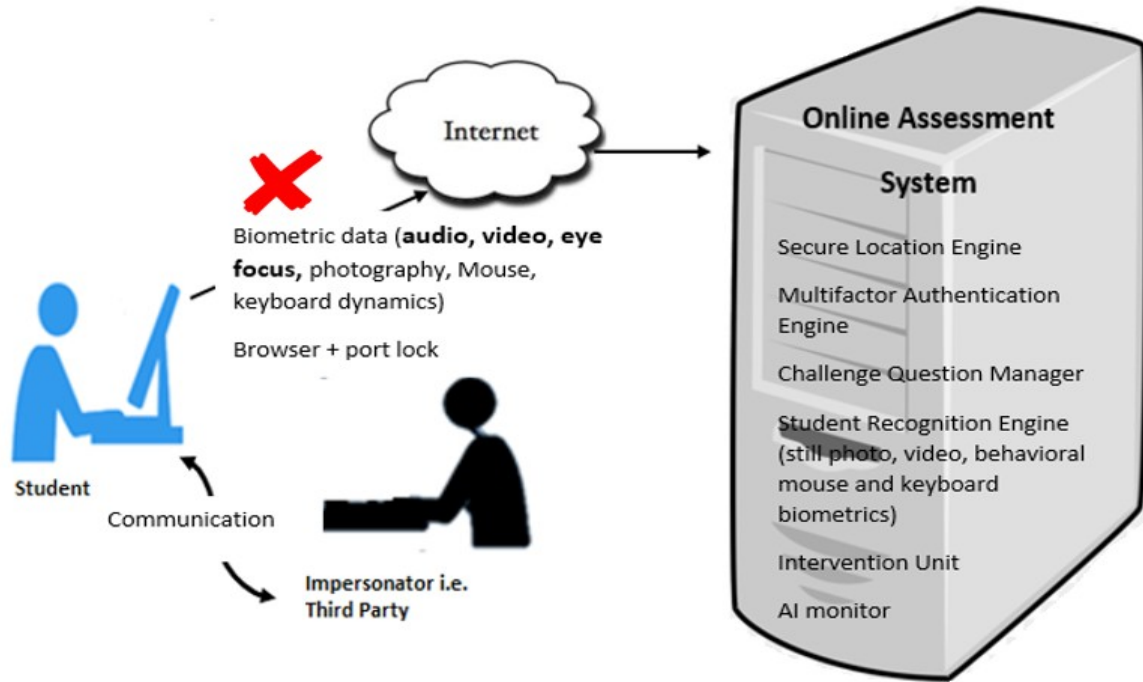 Internet
Online Assessment
System
Biometric data (audio, video, eye
focus, photography, Mouse,
keyboard dynamics)
Browser + port lock
Student
Communication
Impersonator i.e.
Third Party
Secure Location Engine
Multifactor Authentication
Engine
Challenge Question Manager
Student Recognition Engine
(still photo, video, behavioral
mouse and keyboard
biometrics)
Intervention Unit
AI monitor